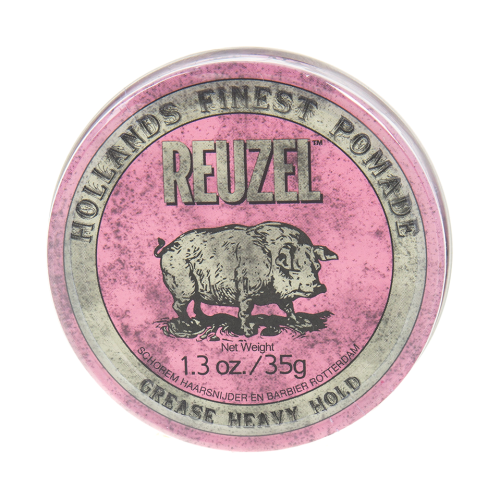 HOLLANDS FINEST POMADE
REUZEL™
Net Weight
1.3 oz./35g
SCHOREM HAARSNIJDER EN BARBIER ROTTERDAM
GREASE HEAVY HOLD